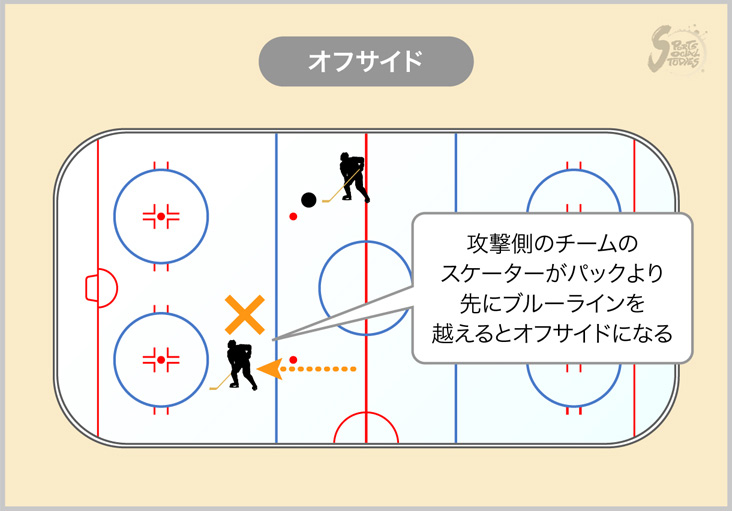 オフサイド
SPORTS
SOCIAL
STUDIES
攻撃側のチームの
スケーターがパックより
先にブルーラインを
越えるとオフサイドになる